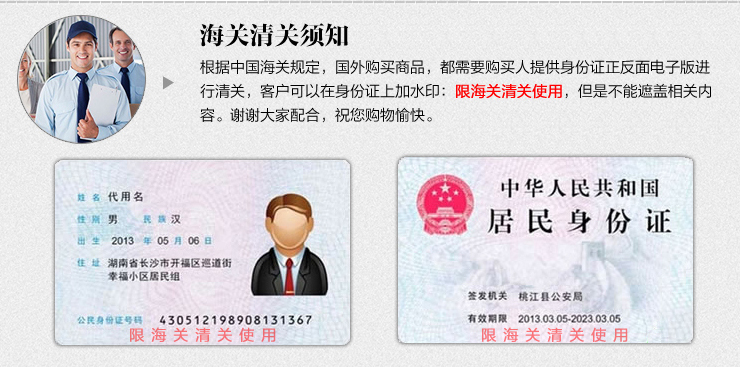 海关清关须知
根据中国海关规定，国外购买商品，都需要购买人提供身份证正反面电子版进
行清关，客户可以在身份证上加水印：限海关清关使用，但是不能遮盖相关内
容。谢谢大家配合，祝您购物愉快。
姓名 代用名
性别 男 民族 汉
出生 2013 年 05 月 06 日
住址 湖南省长沙市开福区巡道街
幸福小区居民组
公民身份证号码 430512198908131367
限海关清关使用
中华人民共和国
居民身份证
签发机关 桃江县公安局
有效期限 2013.03.05-2023.03.05
限海关清关使用